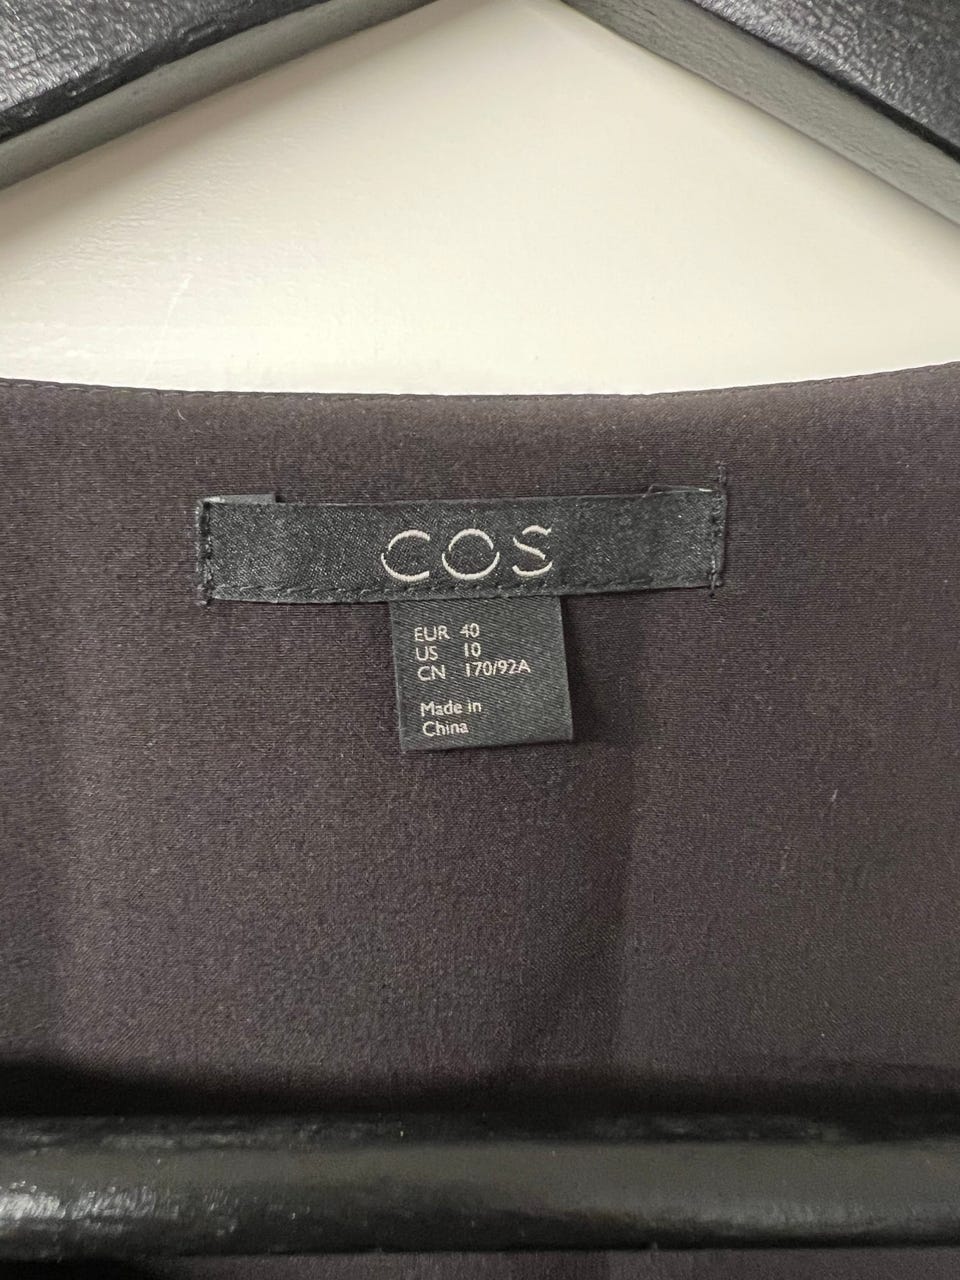 COS
EUR 40
US 10
CN 170/92A
Made in
China